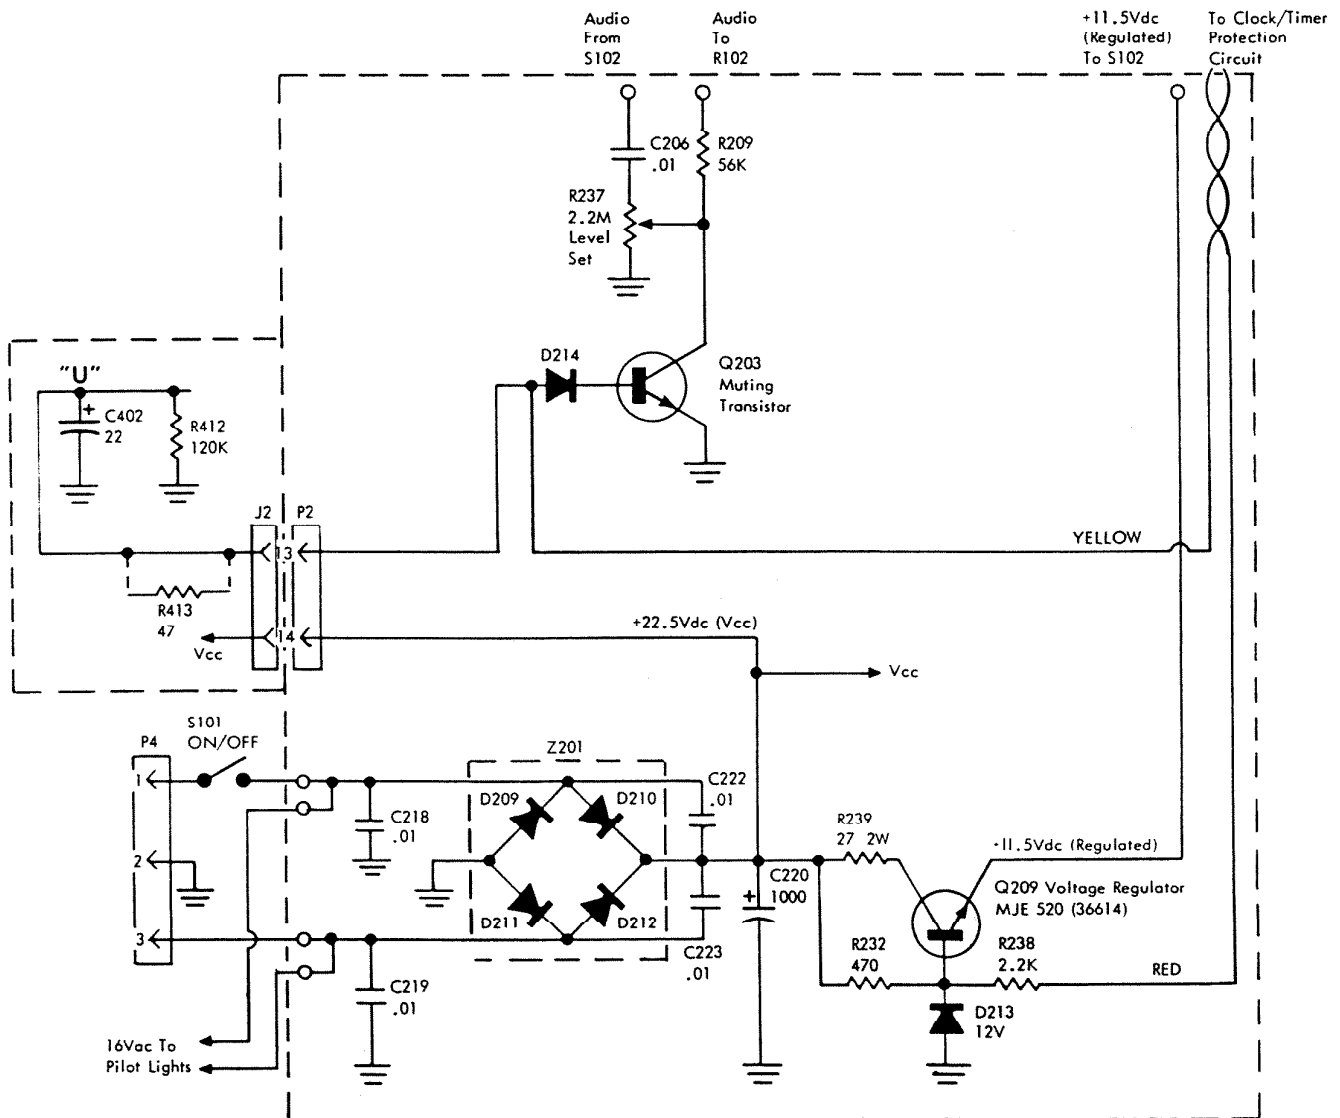 Audio
From
S102
Audio
To
R102
+11.5Vdc
(Regulated)
To S102
To Clock/Timer
Protection
Circuit
C206
.01
R209
56K
R237
2.2M
Level
Set
D214
Q203
Muting
Transistor
"U"
+
C402
22
R412
120K
J2
P2
13
YELLOW
R413
47
14
Vcc
+22.5Vdc (Vcc)
Vcc
S101
ON/OFF
P4
1
2
3
Z201
D209
D210
D211
D212
C222
.01
C218
.01
C220
1000
+
C223
.01
C219
.01
R239
27 2W
-11.5Vdc (Regulated)
Q209 Voltage Regulator
MJE 520 (36614)
R232
470
R238
2.2K
RED
D213
12V
16Vac To
Pilot Lights